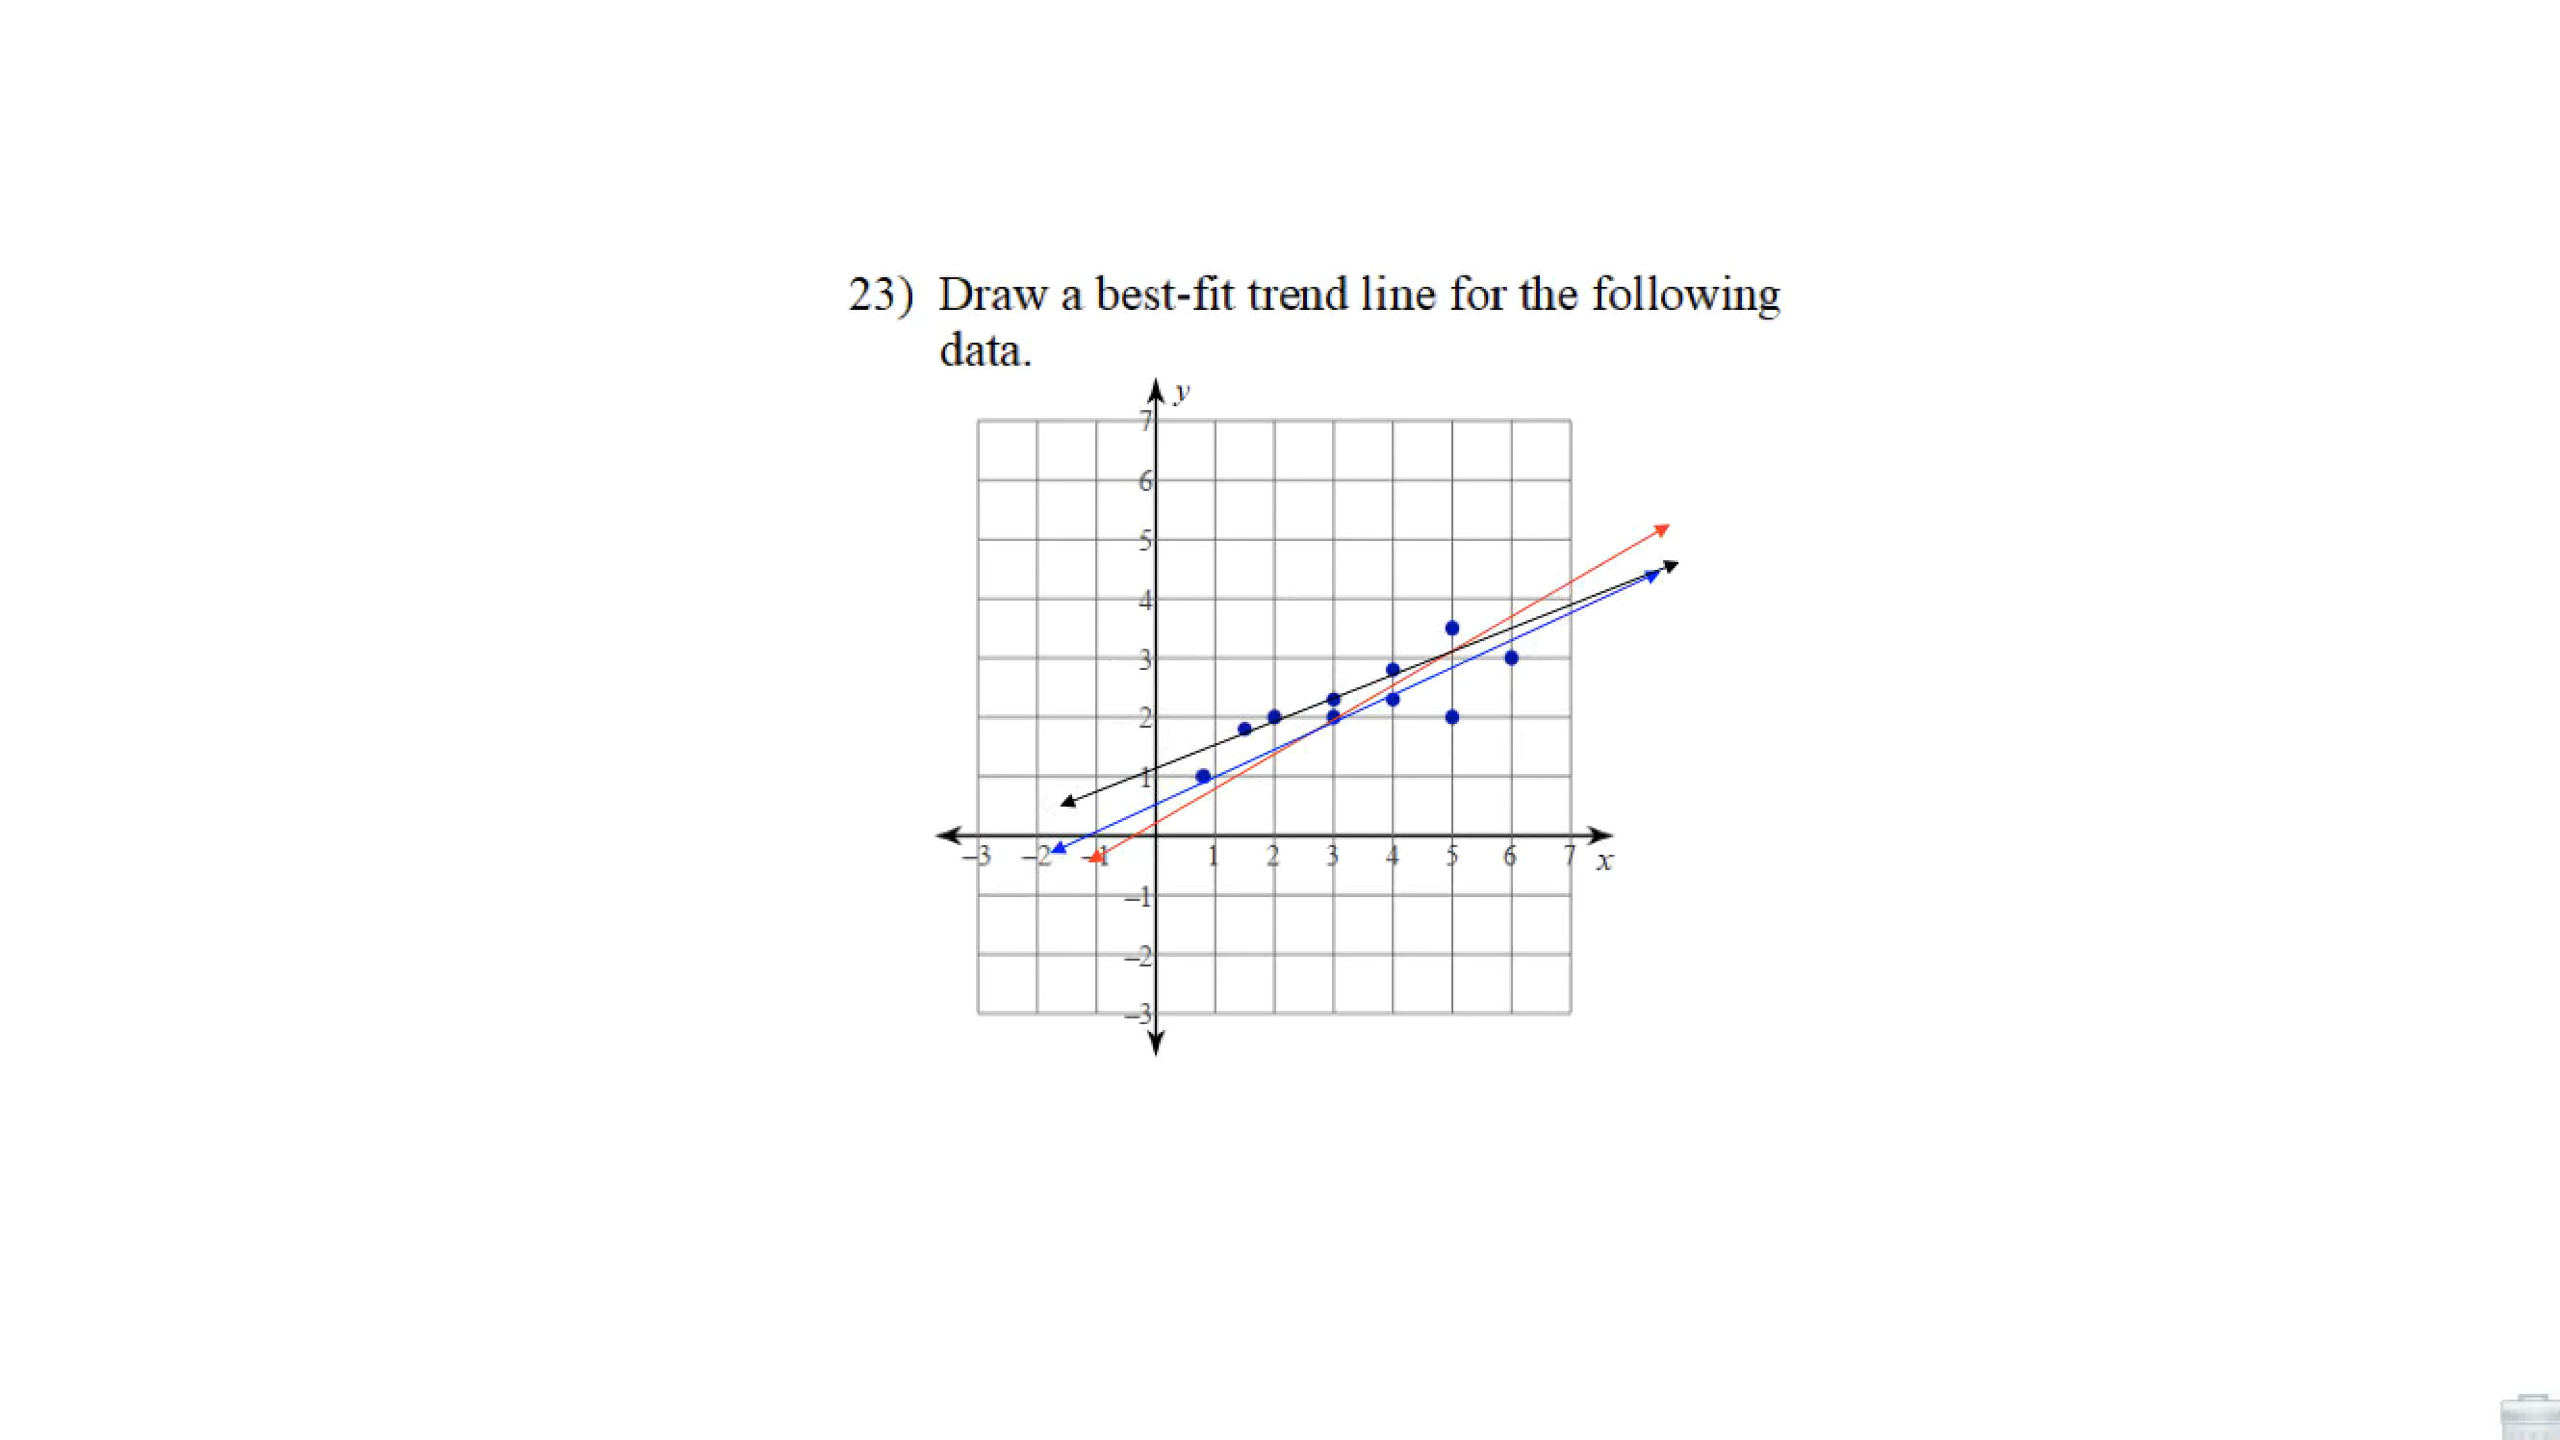 23) Draw a best-fit trend line for the following
data.
y
7
6
5
4
3
2
1
–3 –2 –1 1 2 3 4 5 6 7 x
–1
–2
–3